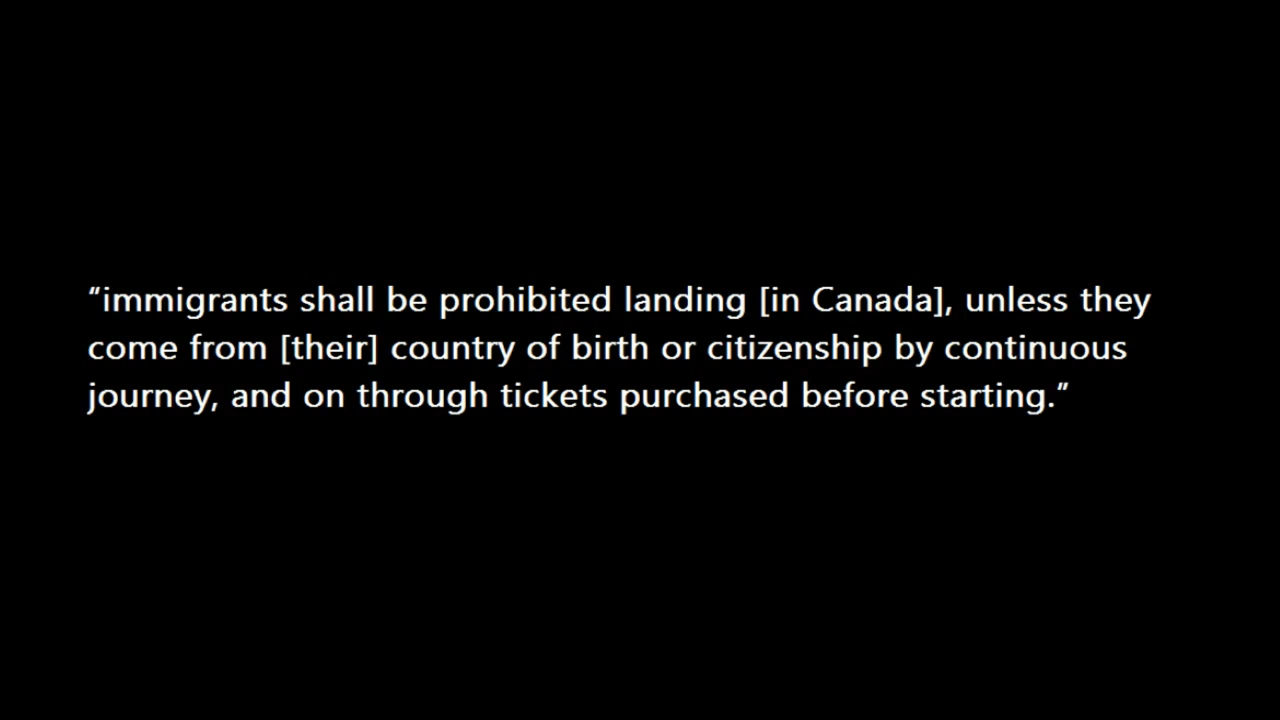 “immigrants shall be prohibited landing [in Canada], unless they
come from [their] country of birth or citizenship by continuous
journey, and on through tickets purchased before starting.”